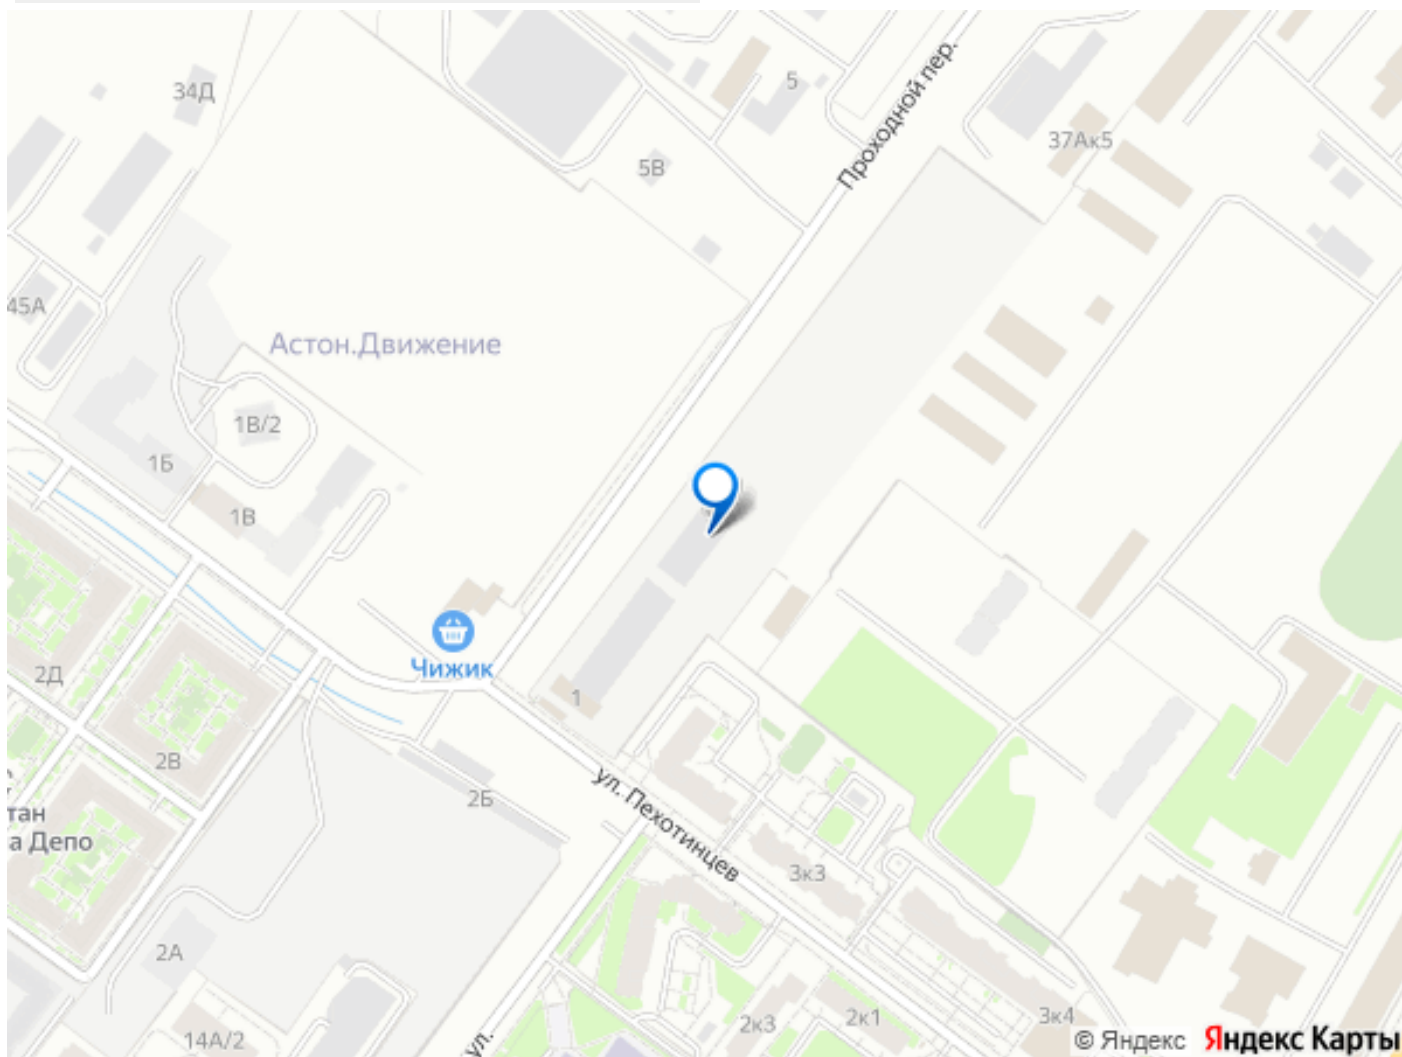 34Д
5
Проходной пер.
37Ак5
5В
45А
Астон.Движение
1В/2
1Б
1В
Чижик
2Д
1
2В
2Б
ул. Пехотинцев
тан
а Депо
3к3
2А
14А/2
ул.
2к3
2к1
3к4
© Яндекс Яндекс Карты